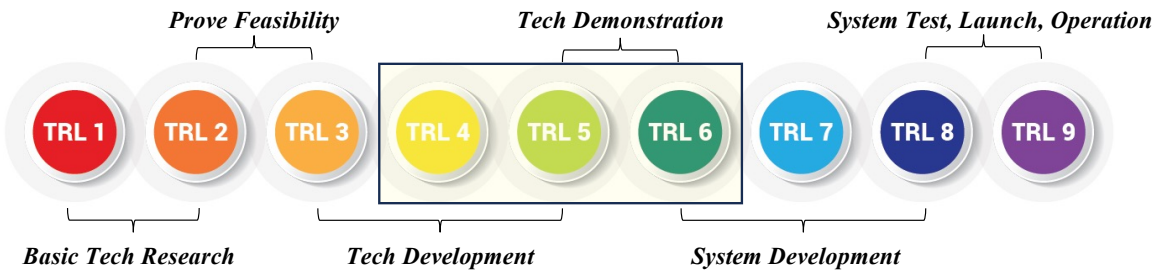 Prove Feasibility
Tech Demonstration
System Test, Launch, Operation
TRL 1
TRL 2
TRL 3
TRL 4
TRL 5
TRL 6
TRL 7
TRL 8
TRL 9
Basic Tech Research
Tech Development
System Development